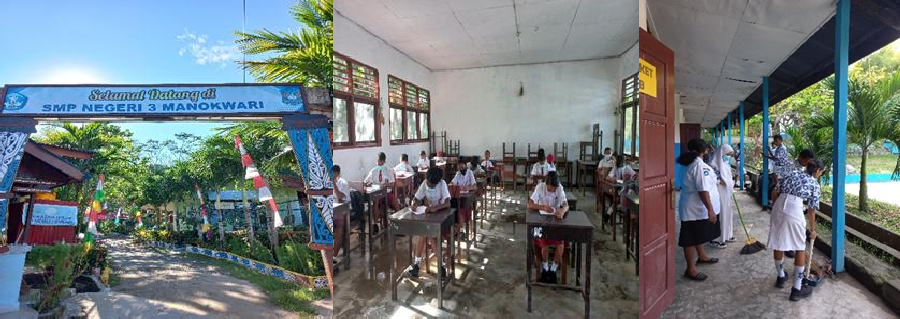 Selamat Datang di
SMP NEGERI 3 MANOKWARI